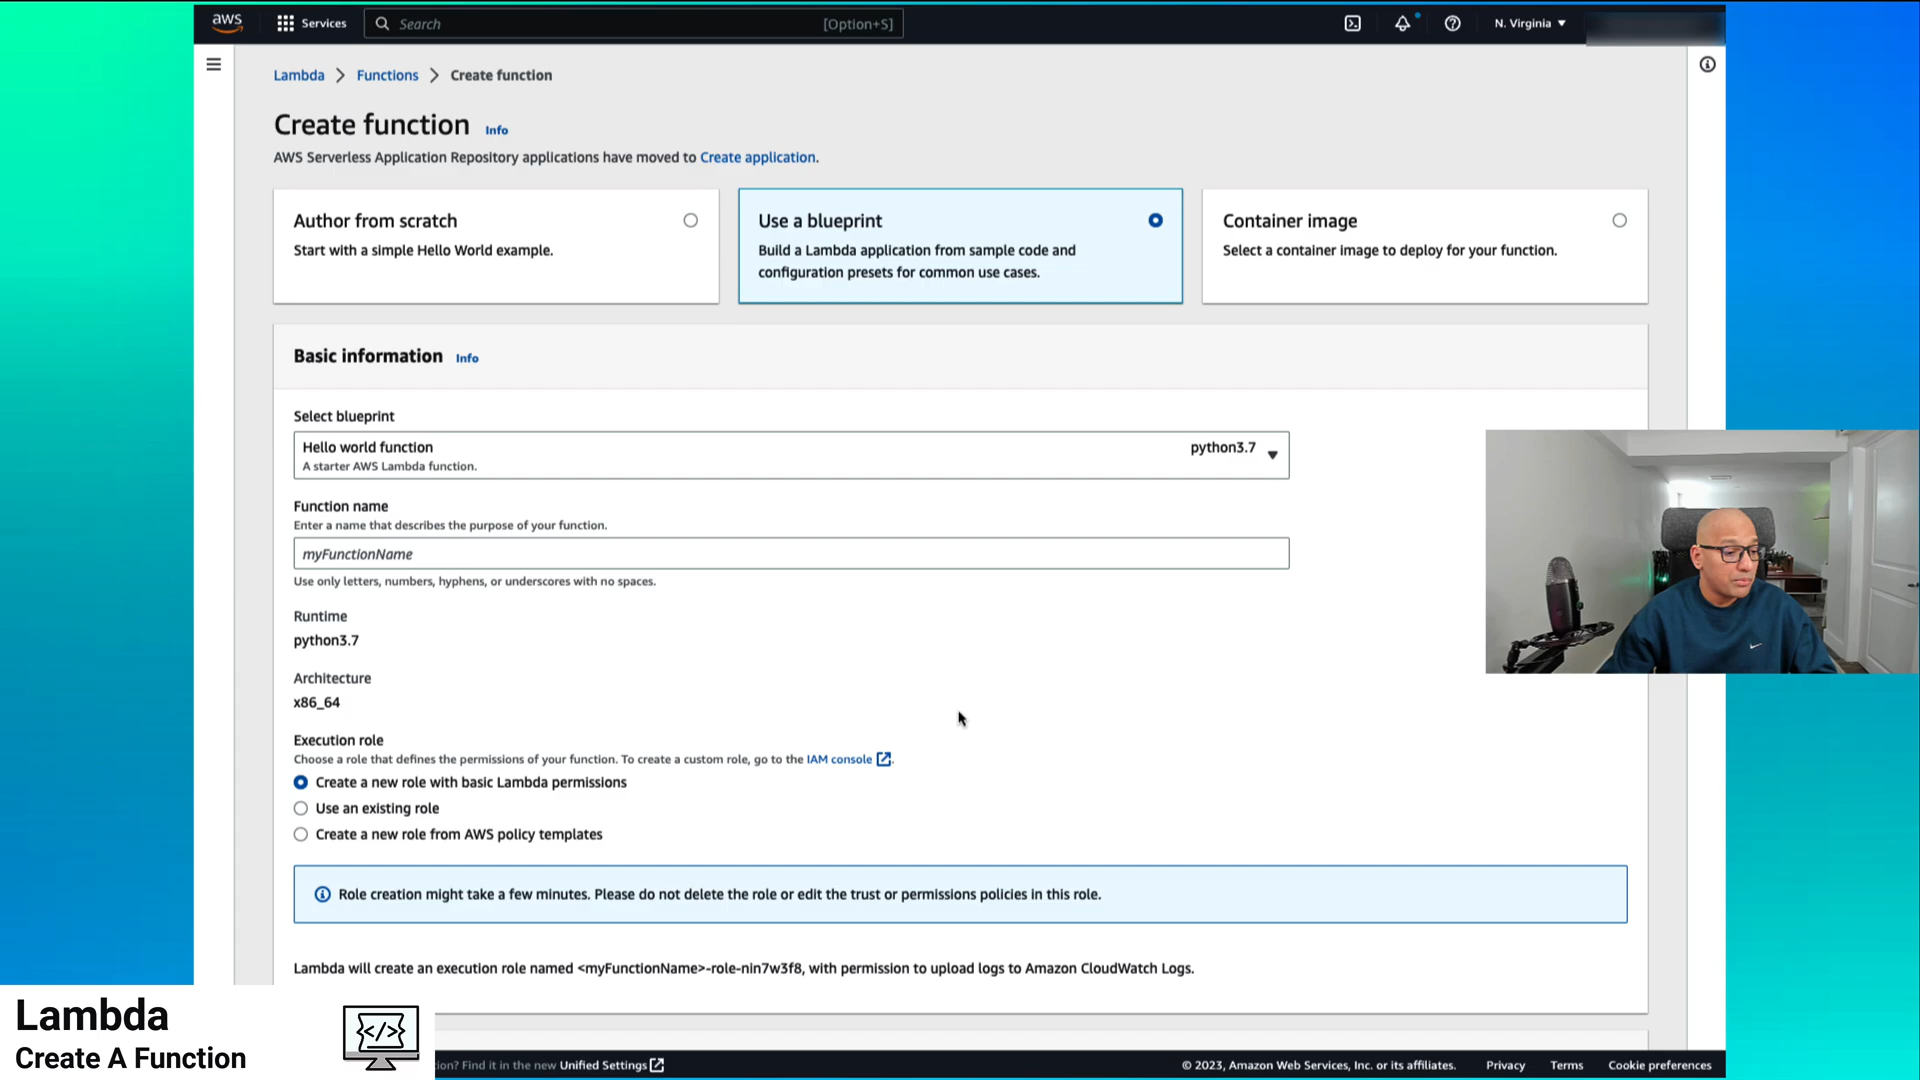 aws
Services
Search
[Option+S]
N. Virginia
Lambda > Functions > Create function
Create function Info
AWS Serverless Application Repository applications have moved to Create application.
Author from scratch
Start with a simple Hello World example.
Use a blueprint
Build a Lambda application from sample code and
configuration presets for common use cases.
Container image
Select a container image to deploy for your function.
Basic information Info
Select blueprint
Hello world function
python3.7
A starter AWS Lambda function.
Function name
Enter a name that describes the purpose of your function.
myFunctionName
Use only letters, numbers, hyphens, or underscores with no spaces.
Runtime
python3.7
Architecture
x86_64
Execution role
Choose a role that defines the permissions of your function. To create a custom role, go to the IAM console.
Create a new role with basic Lambda permissions
Use an existing role
Create a new role from AWS policy templates
Role creation might take a few minutes. Please do not delete the role or edit the trust or permissions policies in this role.
Lambda will create an execution role named <myFunctionName>-role-nin7w3f8, with permission to upload logs to Amazon CloudWatch Logs.
Lambda
Create A Function
</>
ion? Find it in the new Unified Settings
© 2023, Amazon Web Services, Inc. or its affiliates.
Privacy
Terms
Cookie preferences